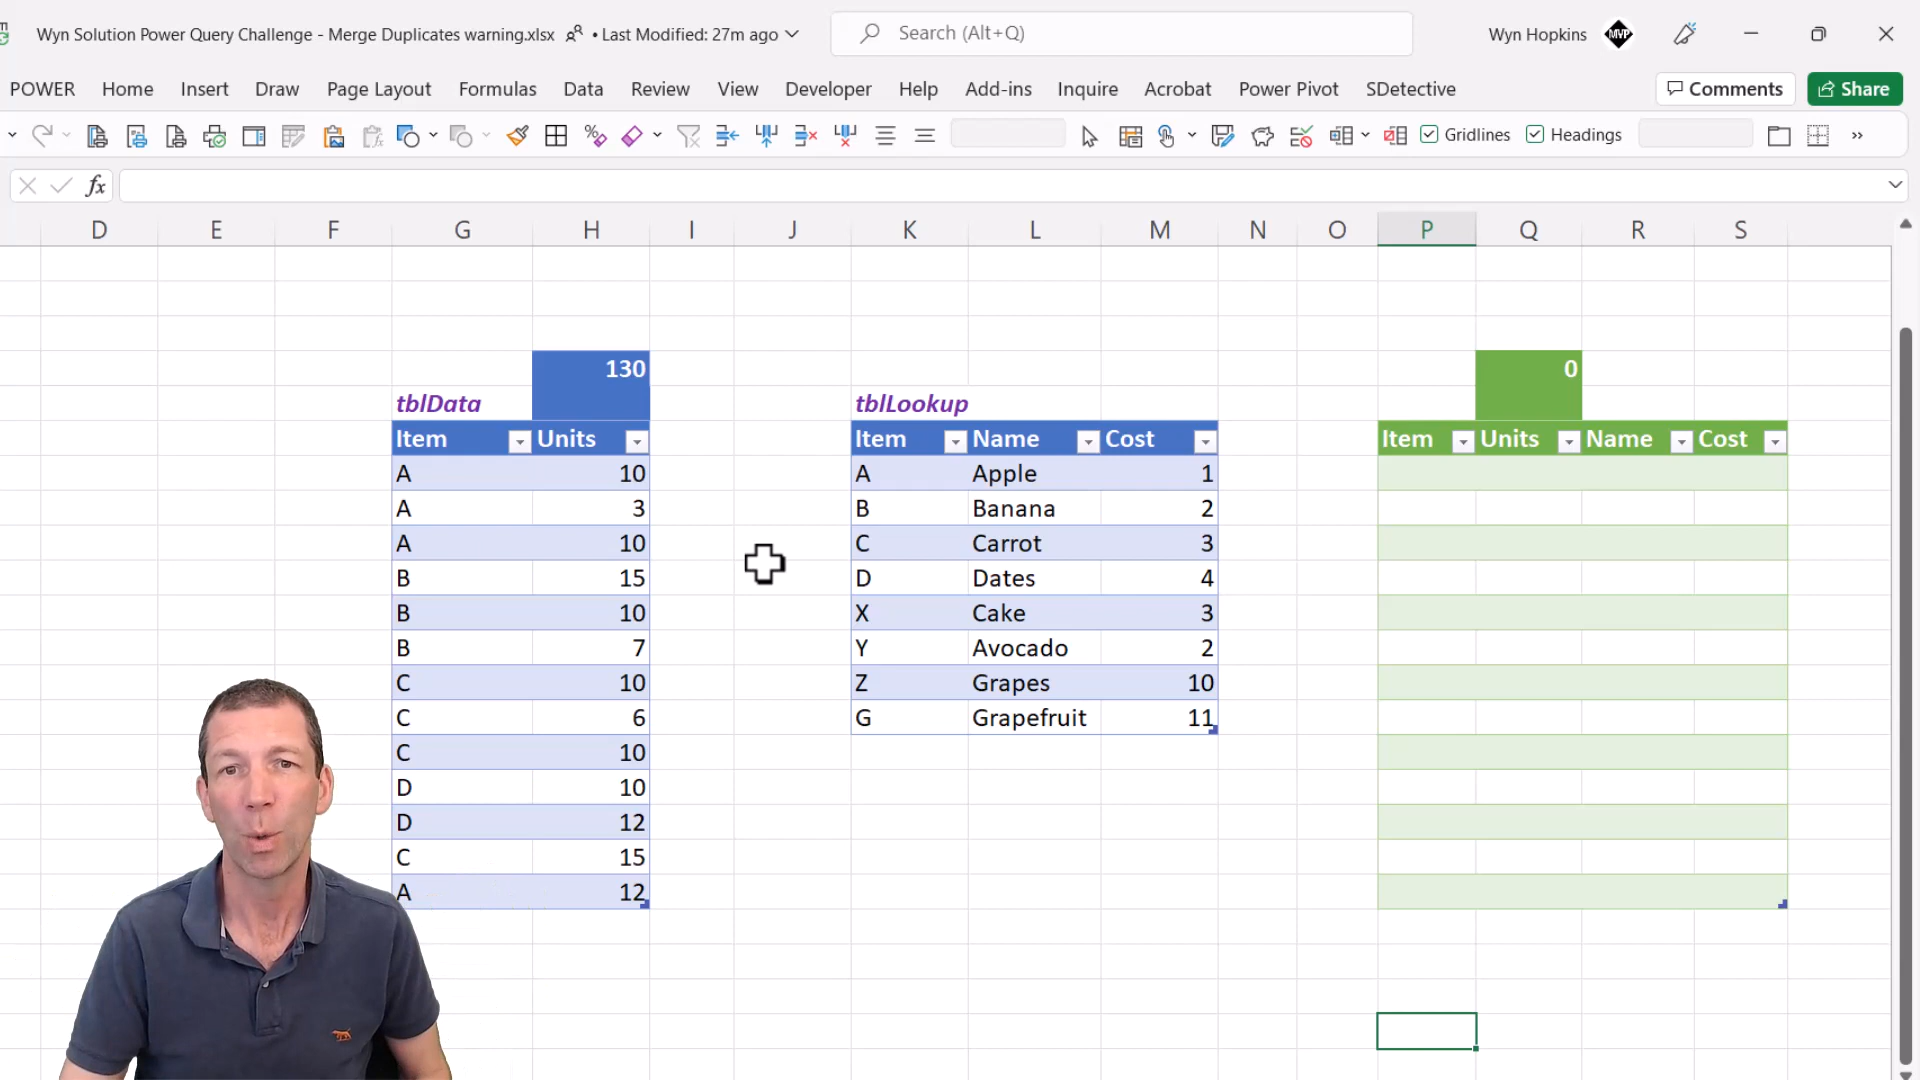 Wyn Solution Power Query Challenge - Merge Duplicates warning.xlsx • Last Modified: 27m ago
Search (Alt+Q)
Wyn Hopkins
MVP
POWER Home Insert Draw Page Layout Formulas Data Review View Developer Help Add-ins Inquire Acrobat Power Pivot SDetective Comments Share
Gridlines Headings
fx
D E F G H I J K L M N O P Q R S
130 0
tblData tblLookup
Item Units Item Name Cost Item Units Name Cost
A 10 A Apple 1
A 3 B Banana 2
A 10 C Carrot 3
B 15 D Dates 4
B 10 X Cake 3
B 7 Y Avocado 2
C 10 Z Grapes 10
C 6 G Grapefruit 11
C 10
D 10
D 12
C 15
A 12